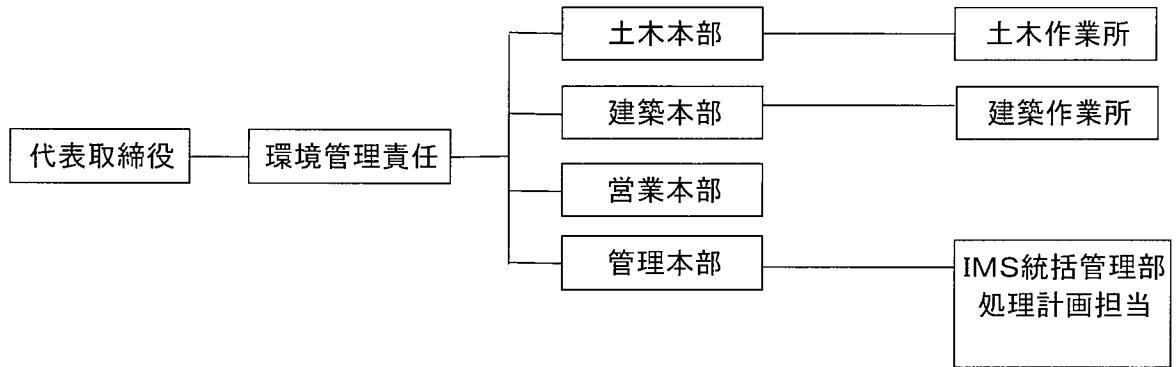 土木本部
土木作業所
建築本部
建築作業所
代表取締役
環境管理責任
営業本部
管理本部
IMS統括管理部
処理計画担当